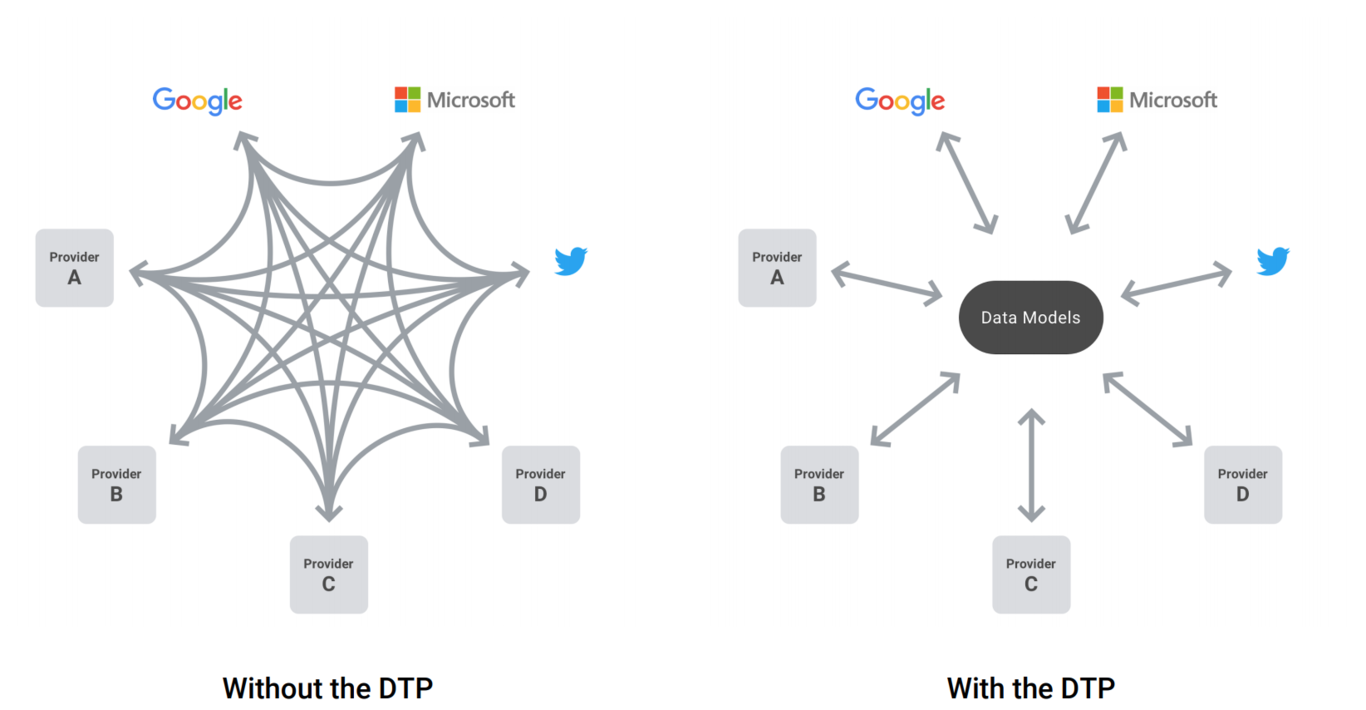 Google
Microsoft
Provider
A
Provider
B
Provider
C
Provider
D
Without the DTP
Google
Microsoft
Provider
A
Data Models
Provider
B
Provider
C
Provider
D
With the DTP